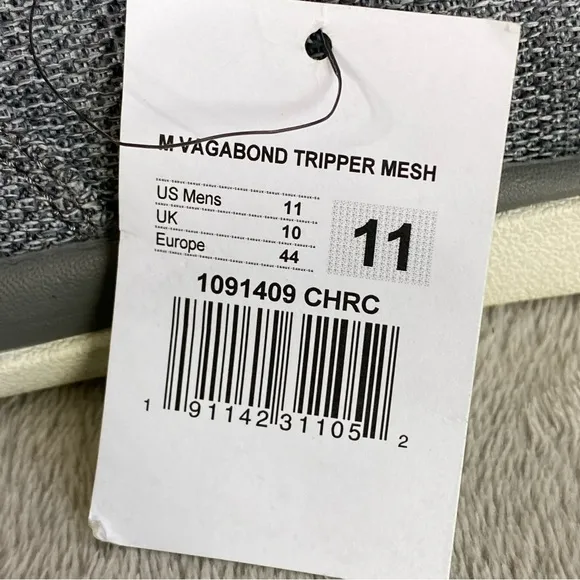 M VAGABOND TRIPPER MESH
US Mens 11
UK 10
Europe 44
11
1091409 CHRC
1 91142 31105 2